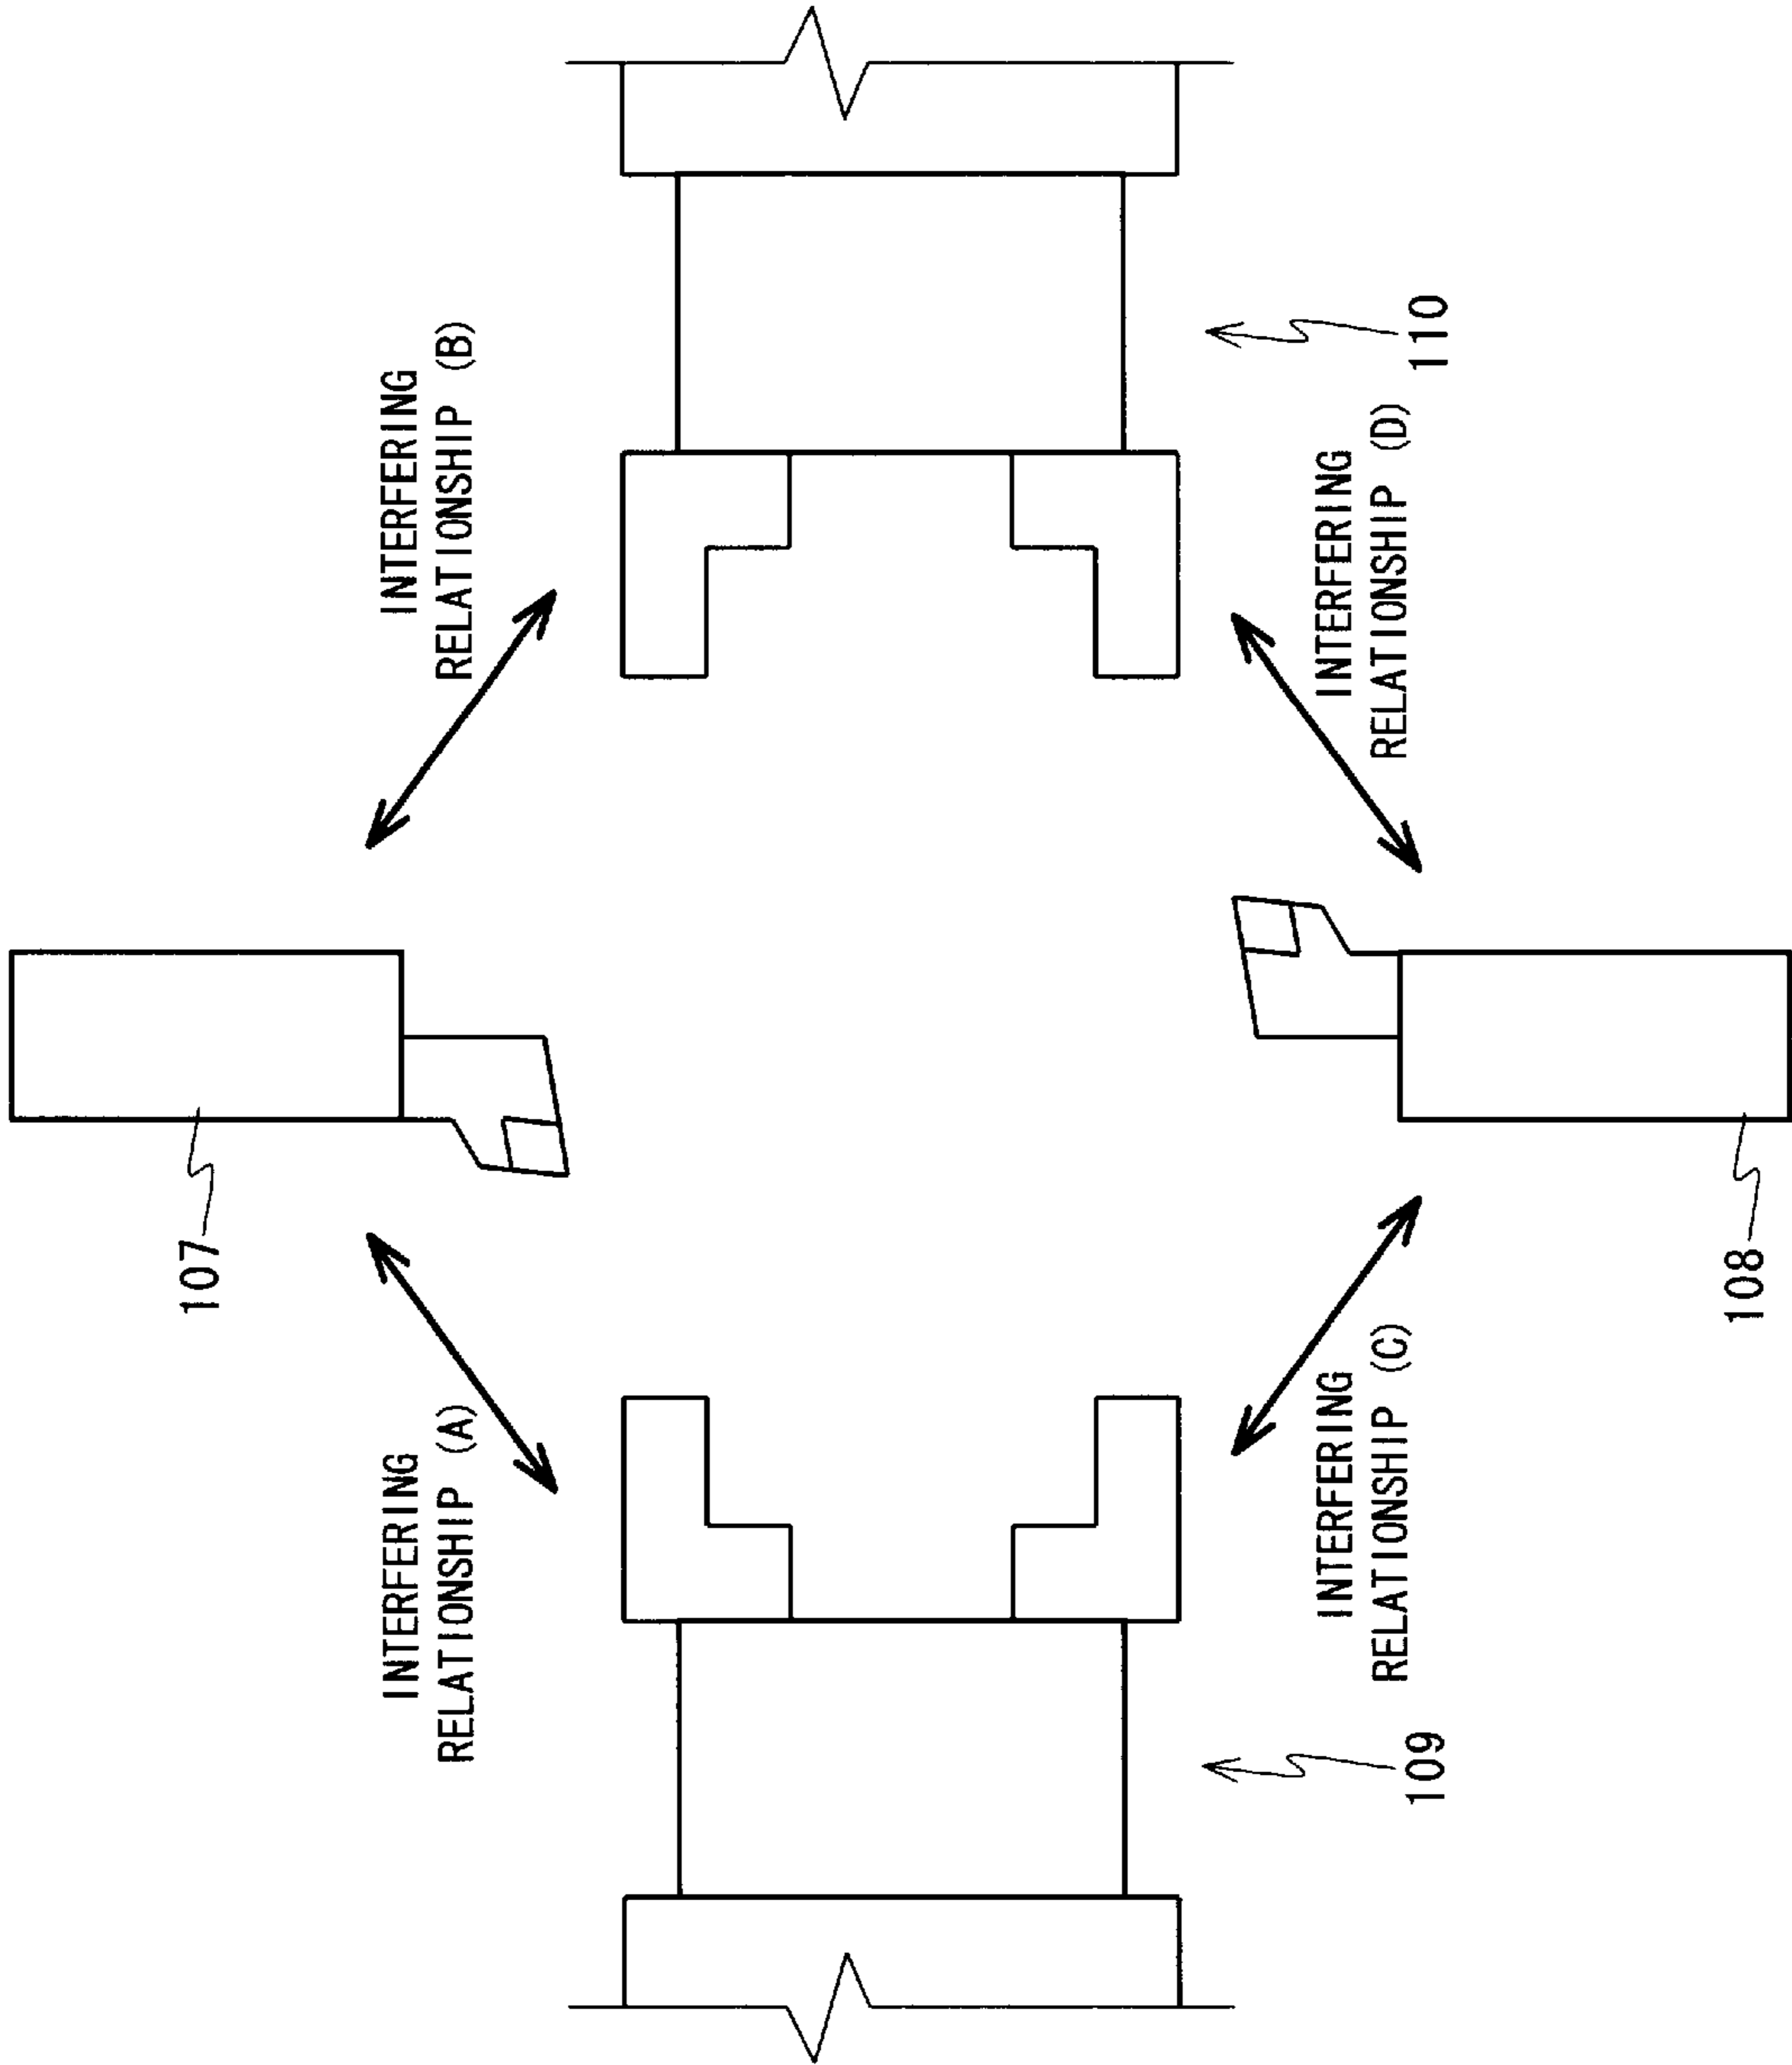 107
INTERFERING
RELATIONSHIP (A)
INTERFERING
RELATIONSHIP (B)
INTERFERING
RELATIONSHIP (C)
INTERFERING
RELATIONSHIP (D)
109
110
108